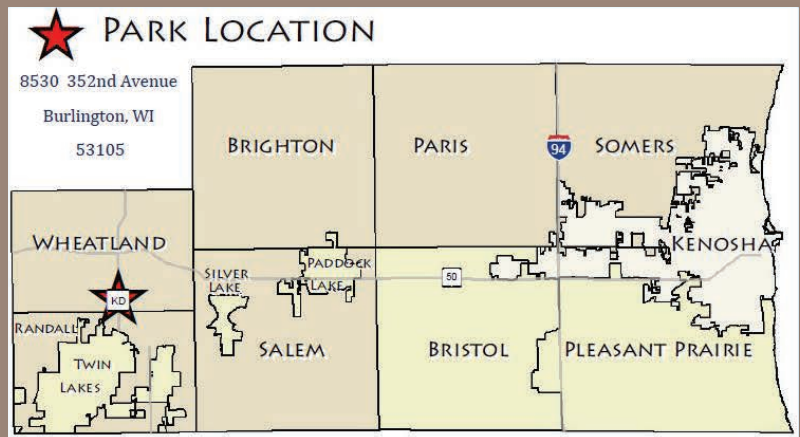 PARK LOCATION
8530 352nd Avenue
Burlington, WI
53105
BRIGHTON
PARIS
94
SOMERS
WHEATLAND
KENOSHA
SILVER
LAKE
PADDOCK
LAKE
50
KD
RANDALL
TWIN
LAKES
SALEM
BRISTOL
PLEASANT PRAIRIE